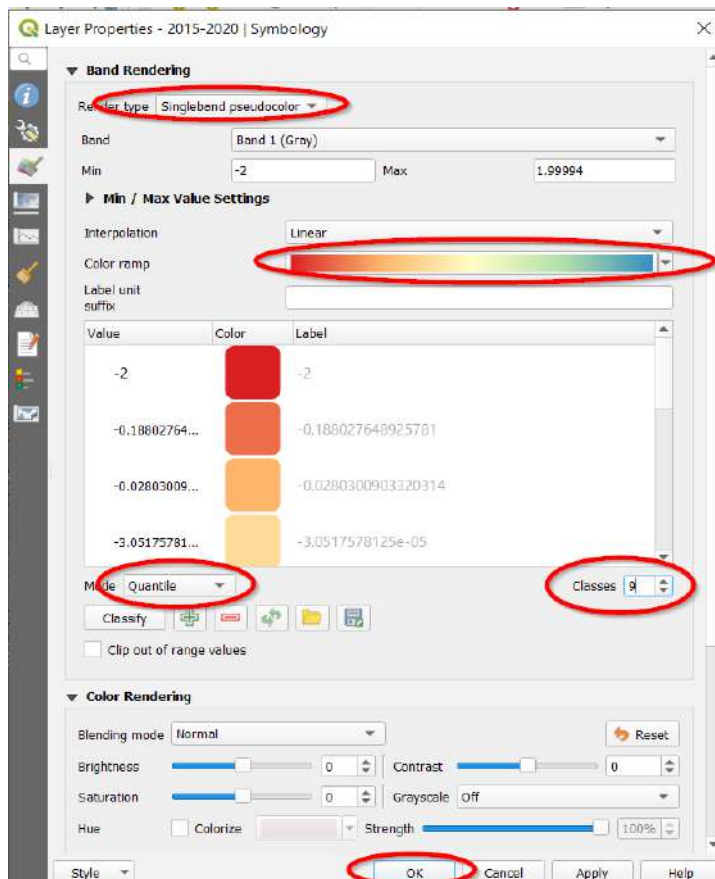 Layer Properties - 2015-2020 | Symbology
Band Rendering
Render type Singleband pseudocolor
Band Band 1 (Gray)
Min -2 Max 1.99994
Min / Max Value Settings
Interpolation Linear
Color ramp
Label unit
suffix
Value Color Label
-2 -2
-0.18802764... -0.188027648925781
-0.02803009... -0.0280300903320314
-3.05175781... -3.0517578125e-05
Mode Quantile Classes 9
Classify
Clip out of range values
Color Rendering
Blending mode Normal Reset
Brightness 0 Contrast 0
Saturation 0 Grayscale Off
Hue Colorize Strength 100%
Style OK Cancel Apply Help